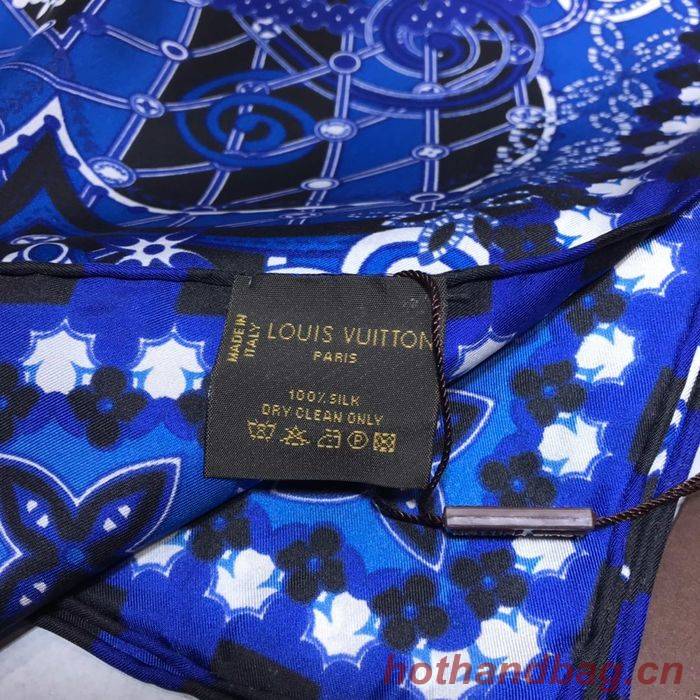 MADE IN
ITALY
LOUIS VUITTON
PARIS
100% SILK
DRY CLEAN ONLY
P
hothandbag.cn